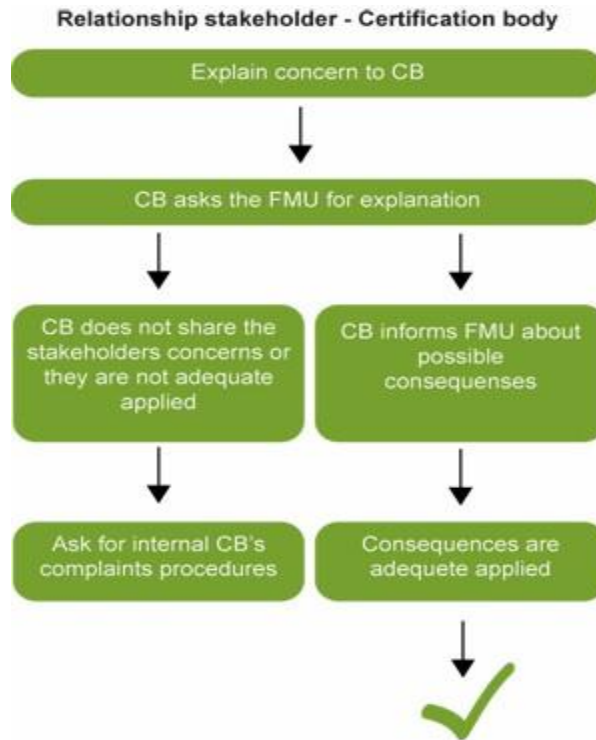 Relationship stakeholder - Certification body
Explain concern to CB
CB asks the FMU for explanation
CB does not share the
stakeholders concerns or
they are not adequate
applied
CB informs FMU about
possible
consequenses
Ask for internal CB's
complaints procedures
Consequences are
adequete applied